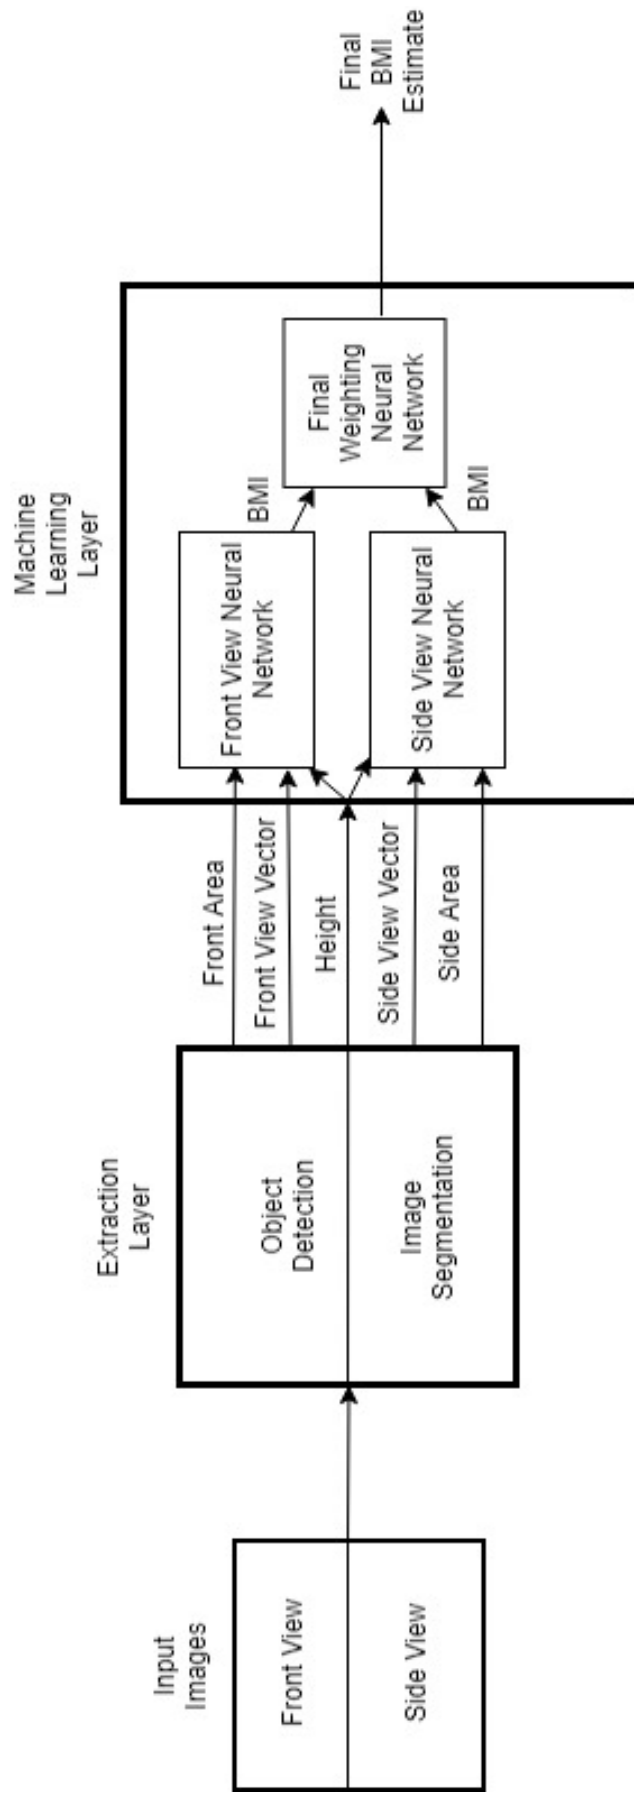 Input
Images
Front View
Side View
Extraction
Layer
Object
Detection
Image
Segmentation
Front Area
Front View Vector
Height
Side View Vector
Side Area
Machine
Learning
Layer
Front View Neural
Network
Side View Neural
Network
BMI
BMI
Final
Weighting
Neural
Network
Final
BMI
Estimate